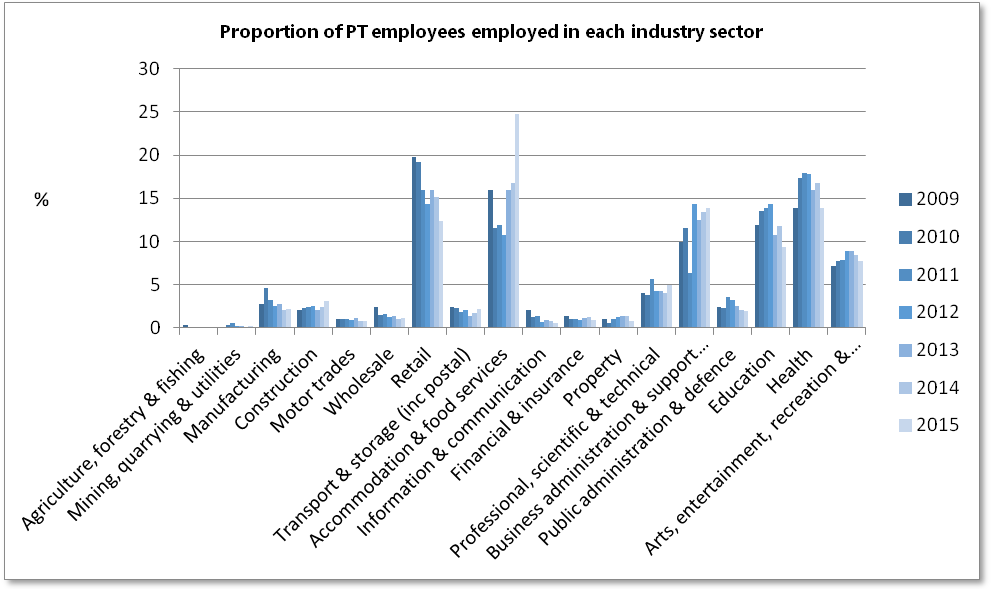 Proportion of PT employees employed in each industry sector
30
25
20
15
10
5
0
%
Agriculture, forestry & fishing
Mining, quarrying & utilities
Manufacturing
Construction
Motor trades
Wholesale
Retail
Transport & storage (inc postal)
Accommodation & food services
Information & communication
Financial & insurance
Property
Professional, scientific & technical
Business administration & support...
Public administration & defence
Education
Health
Arts, entertainment, recreation &...
2009
2010
2011
2012
2013
2014
2015